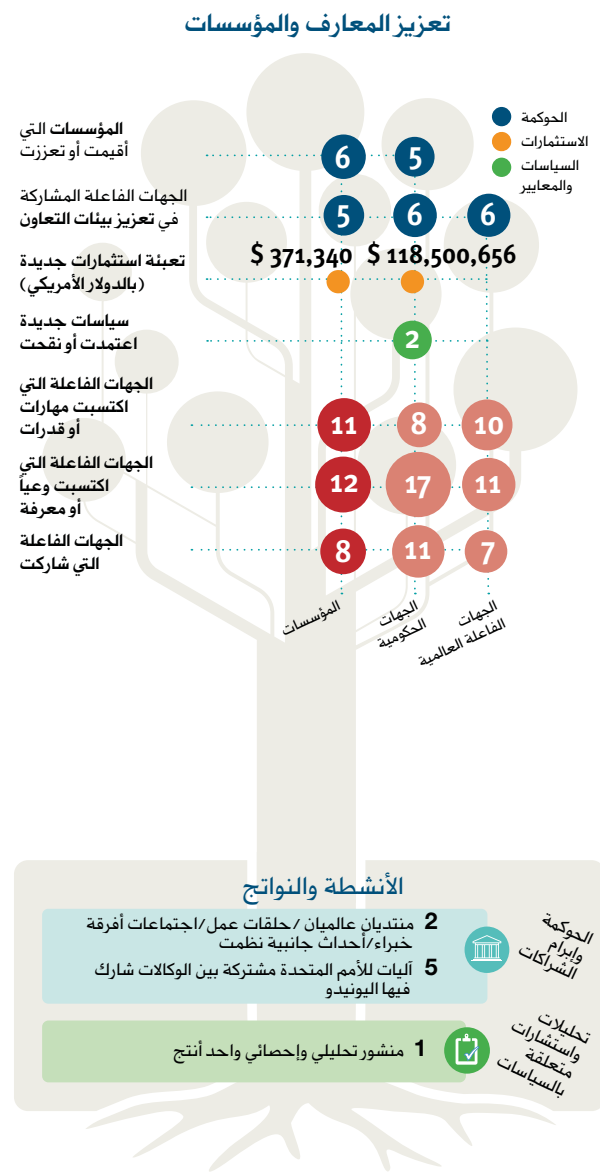 تعزيز المعارف والمؤسسات
الحوكمة
الاستثمارات
السياسات
والمعايير
المؤسسات التي
أقيمت أو تعززت
6
5
الجهات الفاعلة المشاركة
في تعزيز بيئات التعاون
5
6
6
تعبئة استثمارات جديدة
(بالدولار الأمريكي)
$ 371,340
$ 118,500,656
سياسات جديدة
اعتمدت أو نقحت
2
الجهات الفاعلة التي
اكتسبت مهارات
أو قدرات
11
8
10
الجهات الفاعلة التي
اكتسبت وعياً
أو معرفة
12
17
11
الجهات الفاعلة
التي شاركت
8
11
7
المؤسسات
الجهات
الحكومية
الجهات
الفاعلة العالمية
الأنشطة والنواتج
الحوكمة
وإبرام
الشراكات
2 منتديان عالميان /حلقات عمل/اجتماعات أفرقة
خبراء/أحداث جانبية نظمت
5 آليات للأمم المتحدة مشتركة بين الوكالات شارك
فيها اليونيدو
تحليلات
واستشارات
متعلقة
بالسياسات
1 منشور تحليلي وإحصائي واحد أنتج